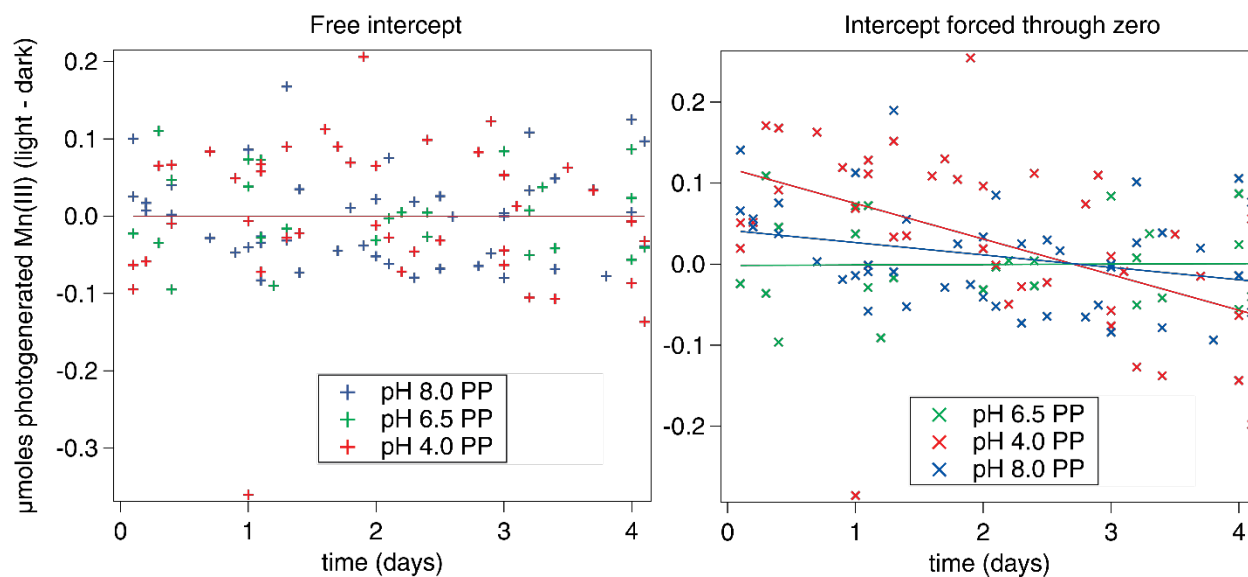 Free intercept
Intercept forced through zero
μmoles photogenerated Mn(III) (light - dark)
0.2
0.1
0.0
-0.1
-0.2
-0.3
pH 8.0 PP
pH 6.5 PP
pH 4.0 PP
0
1
2
3
4
time (days)
0.2
0.1
0.0
-0.1
-0.2
pH 6.5 PP
pH 4.0 PP
pH 8.0 PP
0
1
2
3
4
time (days)